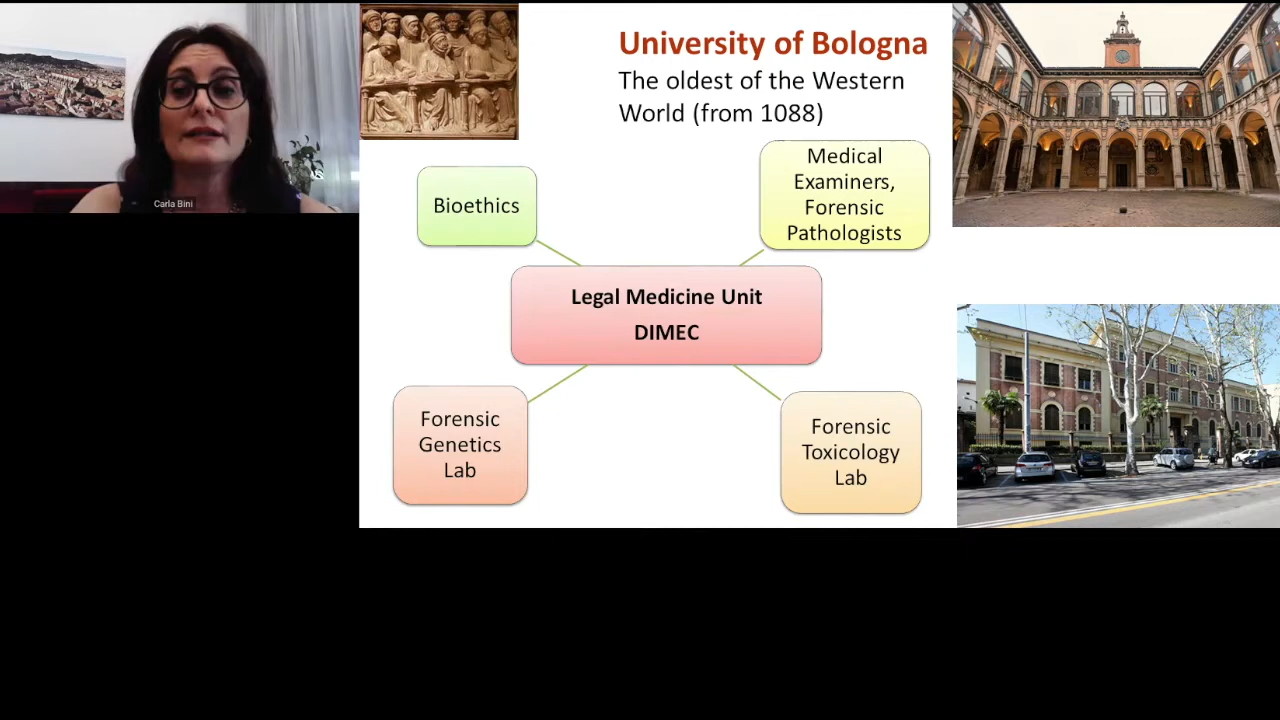 Carla Bini
University of Bologna
The oldest of the Western
World (from 1088)
Bioethics
Medical
Examiners,
Forensic
Pathologists
Legal Medicine Unit
DIMEC
Forensic
Genetics
Lab
Forensic
Toxicology
Lab